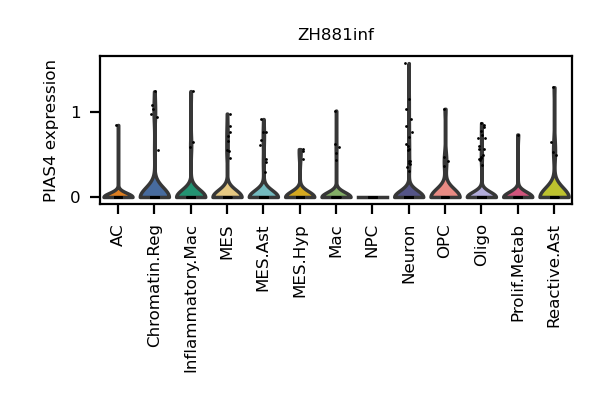 ZH881inf
PIAS4 expression
1
0
AC
Chromatin.Reg
Inflammatory.Mac
MES
MES.Ast
MES.Hyp
Mac
NPC
Neuron
OPC
Oligo
Prolif.Metab
Reactive.Ast